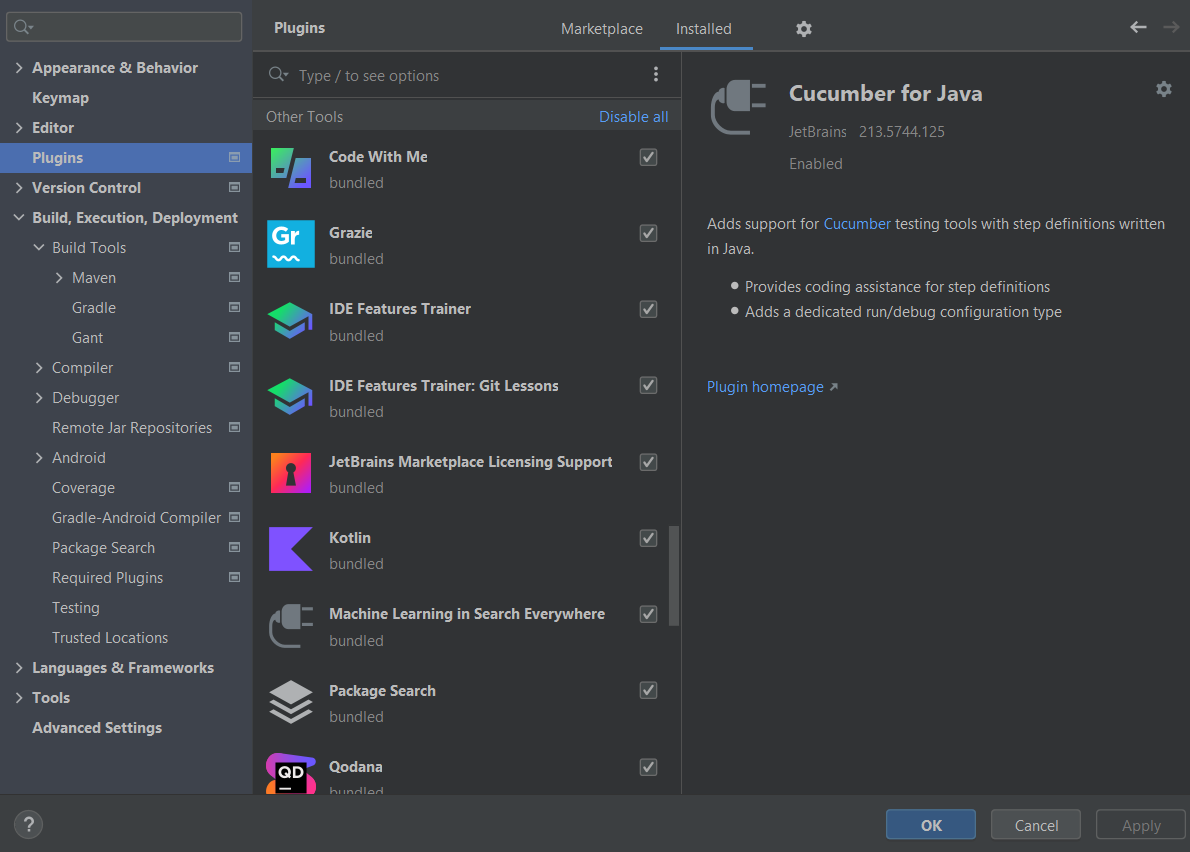 Appearance & Behavior
Keymap
Editor
Plugins
Version Control
Build, Execution, Deployment
Build Tools
Maven
Gradle
Gant
Compiler
Debugger
Remote Jar Repositories
Android
Coverage
Gradle-Android Compiler
Package Search
Required Plugins
Testing
Trusted Locations
Languages & Frameworks
Tools
Advanced Settings
Plugins
Marketplace
Installed
Type / to see options
Other Tools
Disable all
Code With Me
bundled
Gr
Grazie
bundled
IDE Features Trainer
bundled
IDE Features Trainer: Git Lessons
bundled
JetBrains Marketplace Licensing Support
bundled
Kotlin
bundled
Machine Learning in Search Everywhere
bundled
Package Search
bundled
QD
Qodana
bundled
Cucumber for Java
JetBrains 213.5744.125
Enabled
Adds support for Cucumber testing tools with step definitions written
in Java.
• Provides coding assistance for step definitions
• Adds a dedicated run/debug configuration type
Plugin homepage ↗
?
OK
Cancel
Apply